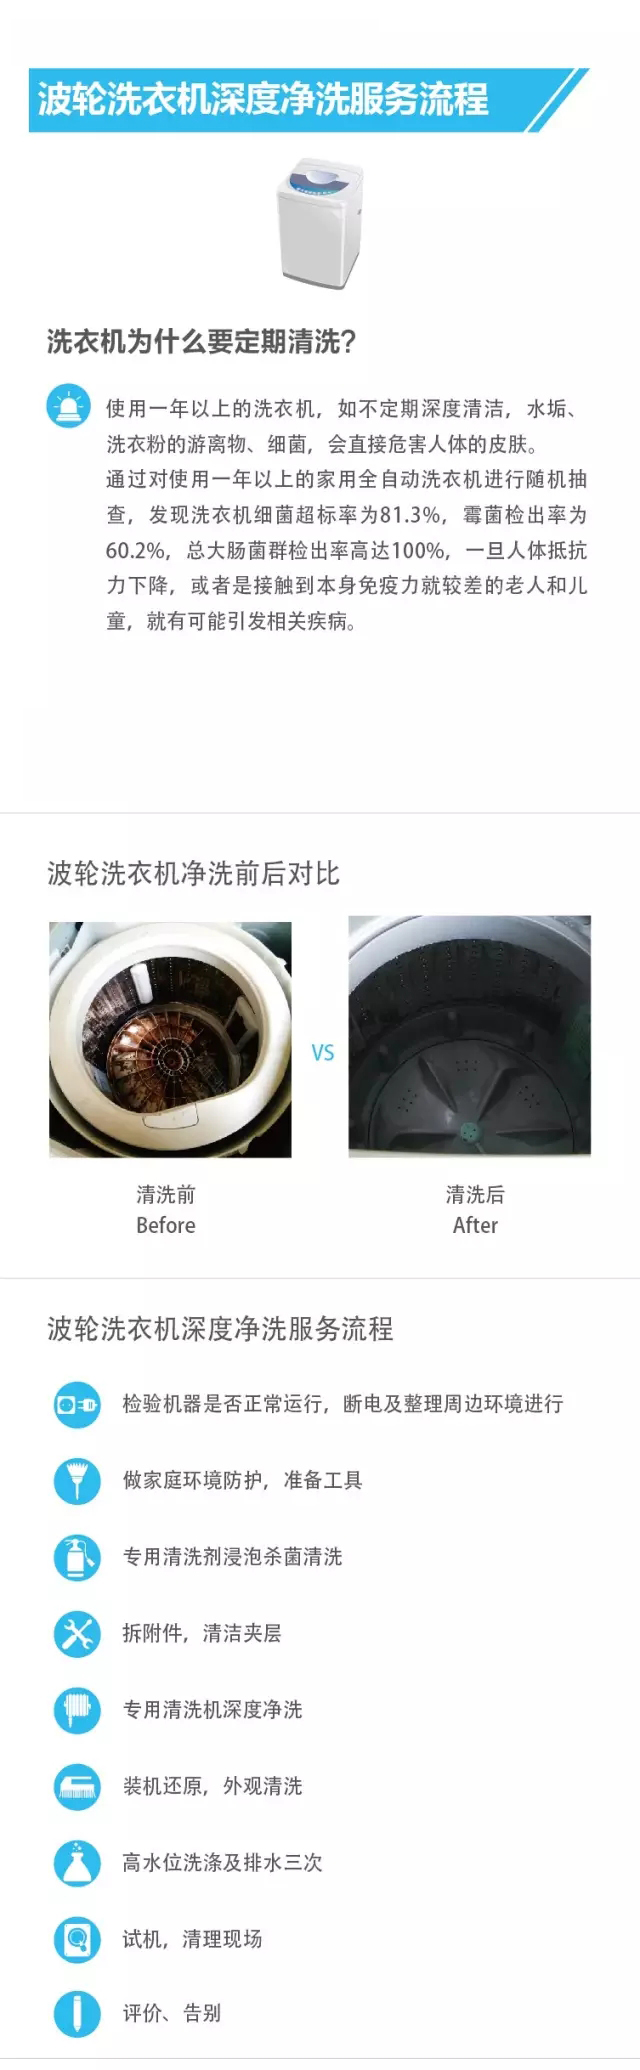 波轮洗衣机深度净洗服务流程
洗衣机为什么要定期清洗？
使用一年以上的洗衣机，如不定期深度清洁，水垢、
洗衣粉的游离物、细菌，会直接危害人体的皮肤。
通过对使用一年以上的家用全自动洗衣机进行随机抽
查，发现洗衣机细菌超标率为81.3%，霉菌检出率为
60.2%，总大肠菌群检出率高达100%，一旦人体抵抗
力下降，或者是接触到本身免疫力就较差的老人和儿
童，就有可能引发相关疾病。
波轮洗衣机净洗前后对比
VS
清洗前
Before
清洗后
After
波轮洗衣机深度净洗服务流程
检验机器是否正常运行，断电及整理周边环境进行
做家庭环境防护，准备工具
专用清洗剂浸泡杀菌清洗
拆附件，清洁夹层
专用清洗机深度净洗
装机还原，外观清洗
高水位洗涤及排水三次
试机，清理现场
评价、告别